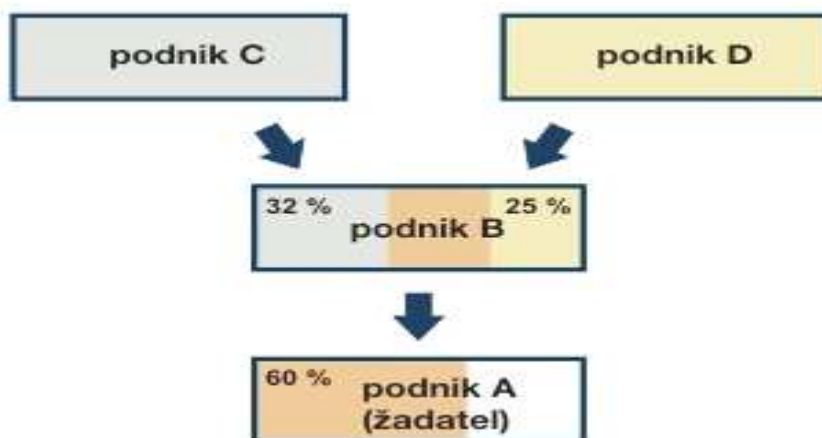 podnik C
podnik D
32 %
25 %
podnik B
60 %
podnik A
(žadatel)